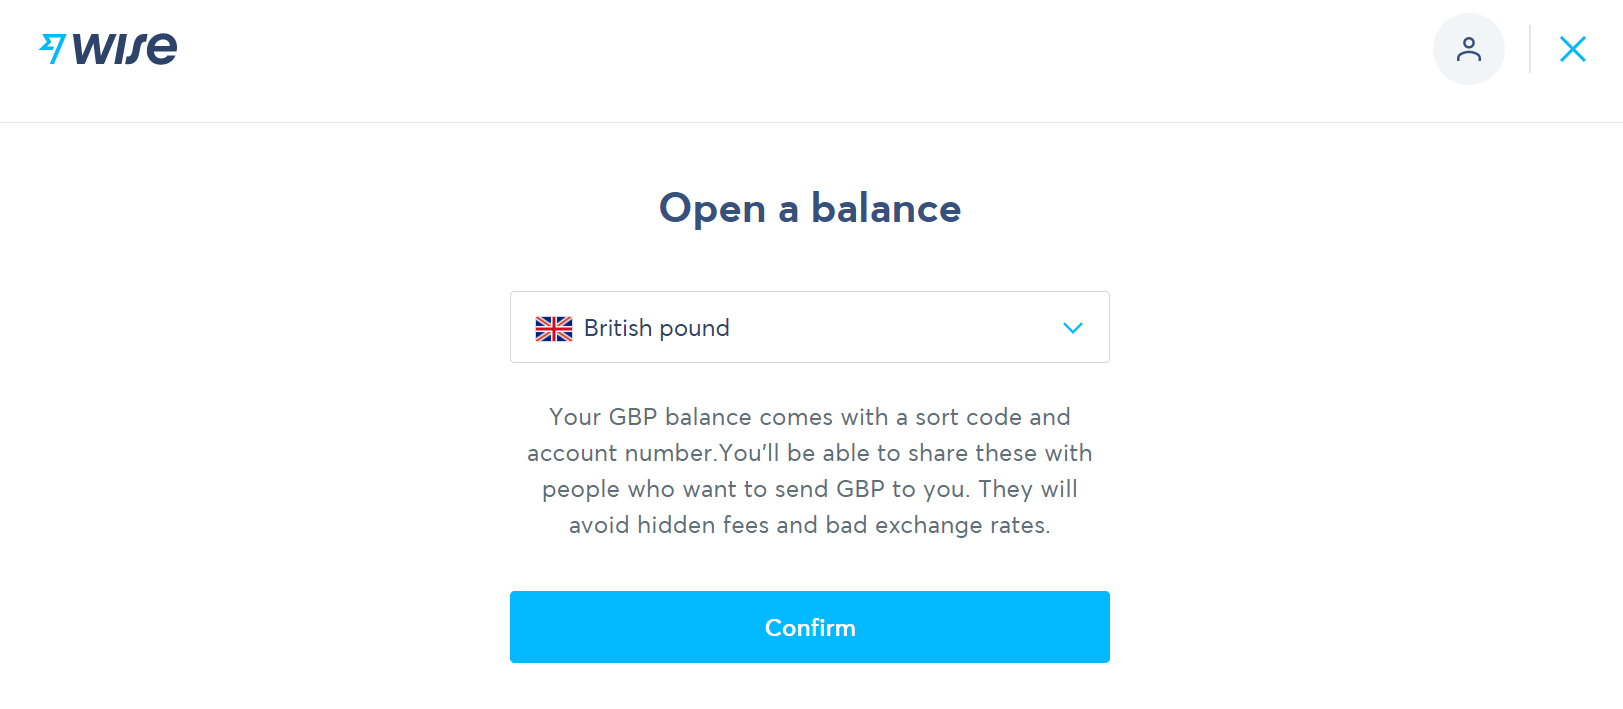 wise
Open a balance
British pound
Your GBP balance comes with a sort code and
account number.You'll be able to share these with
people who want to send GBP to you. They will
avoid hidden fees and bad exchange rates.
Confirm